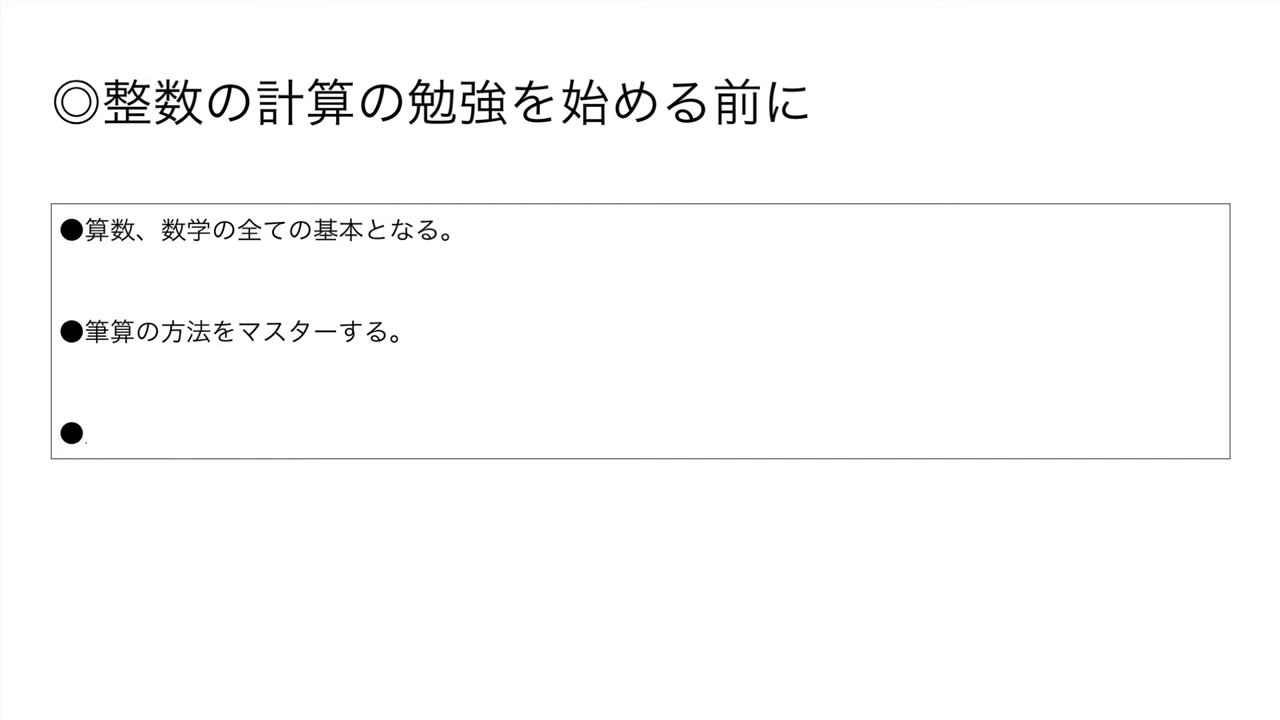 ◎整数の計算の勉強を始める前に
●算数、数学の全ての基本となる。
●筆算の方法をマスターする。
●.